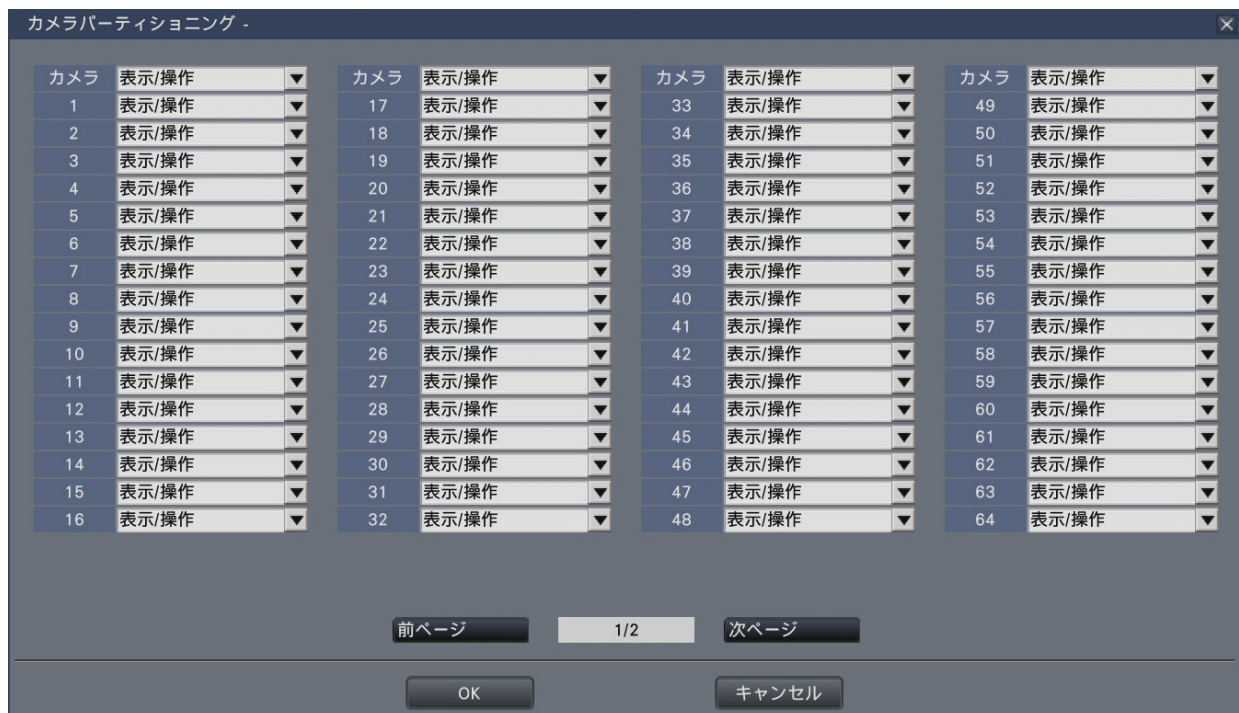 カメラパーティショニング -
カメラ 表示/操作 カメラ 表示/操作 カメラ 表示/操作 カメラ 表示/操作
1 表示/操作 17 表示/操作 33 表示/操作 49 表示/操作
2 表示/操作 18 表示/操作 34 表示/操作 50 表示/操作
3 表示/操作 19 表示/操作 35 表示/操作 51 表示/操作
4 表示/操作 20 表示/操作 36 表示/操作 52 表示/操作
5 表示/操作 21 表示/操作 37 表示/操作 53 表示/操作
6 表示/操作 22 表示/操作 38 表示/操作 54 表示/操作
7 表示/操作 23 表示/操作 39 表示/操作 55 表示/操作
8 表示/操作 24 表示/操作 40 表示/操作 56 表示/操作
9 表示/操作 25 表示/操作 41 表示/操作 57 表示/操作
10 表示/操作 26 表示/操作 42 表示/操作 58 表示/操作
11 表示/操作 27 表示/操作 43 表示/操作 59 表示/操作
12 表示/操作 28 表示/操作 44 表示/操作 60 表示/操作
13 表示/操作 29 表示/操作 45 表示/操作 61 表示/操作
14 表示/操作 30 表示/操作 46 表示/操作 62 表示/操作
15 表示/操作 31 表示/操作 47 表示/操作 63 表示/操作
16 表示/操作 32 表示/操作 48 表示/操作 64 表示/操作
前ページ 1/2 次ページ
OK キャンセル